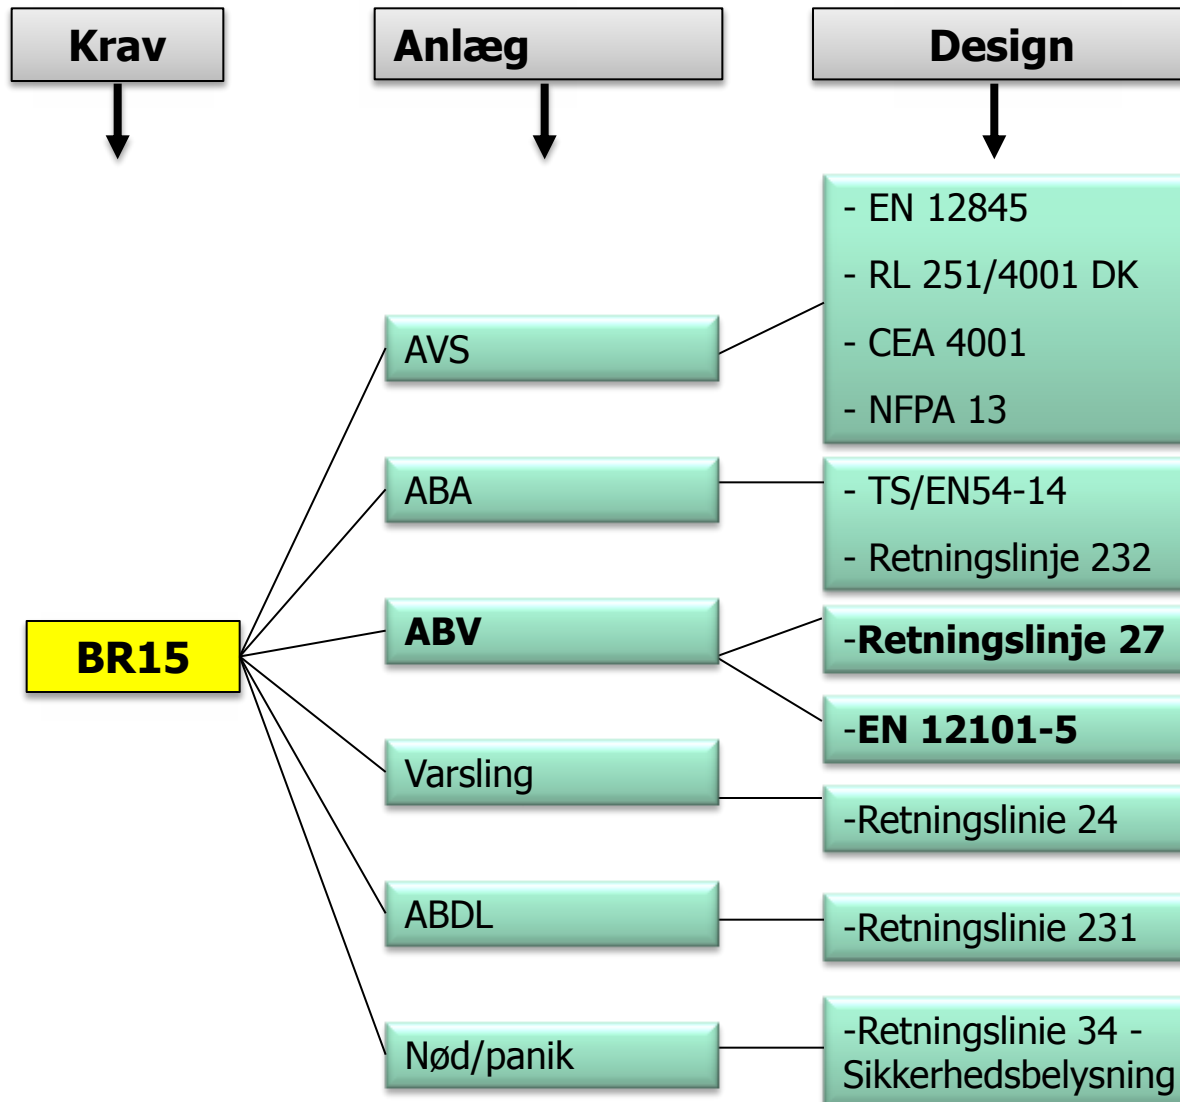 Krav
Anlæg
Design
- EN 12845
- RL 251/4001 DK
- CEA 4001
- NFPA 13
AVS
ABA
- TS/EN54-14
- Retningslinje 232
BR15
ABV
-Retningslinje 27
-EN 12101-5
Varsling
-Retningslinie 24
ABDL
-Retningslinie 231
Nød/panik
-Retningslinie 34 -
Sikkerhedsbelysning